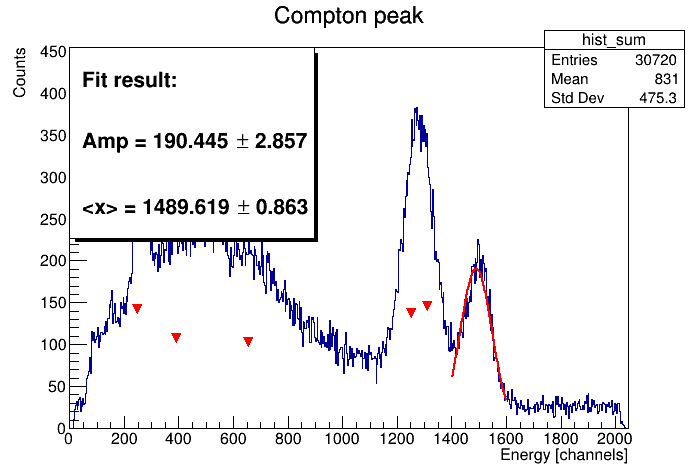 Compton peak
Counts
hist_sum
Entries 30720
Mean 831
Std Dev 475.3
Fit result:
Amp = 190.445 ± 2.857
<x> = 1489.619 ± 0.863
450
400
350
300
250
200
150
100
50
0
0 200 400 600 800 1000 1200 1400 1600 1800 2000
Energy [channels]